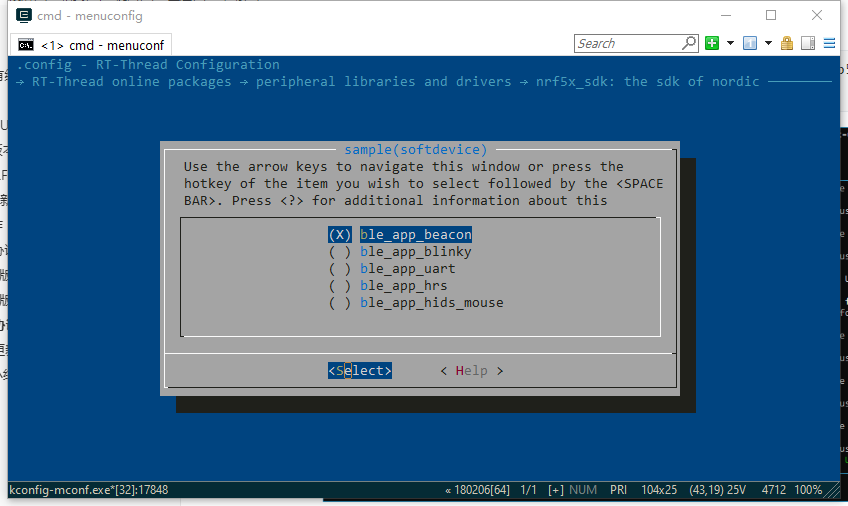 cmd - menuconfig
<1> cmd - menuconf
Search
.config - RT-Thread Configuration
→ RT-Thread online packages → peripheral libraries and drivers → nrf5x_sdk: the sdk of nordic
sample(softdevice)
Use the arrow keys to navigate this window or press the
hotkey of the item you wish to select followed by the <SPACE
BAR>. Press <?> for additional information about this
(X) ble_app_beacon
( ) ble_app_blinky
( ) ble_app_uart
( ) ble_app_hrs
( ) ble_app_hids_mouse
<Select> < Help >
kconfig-mconf.exe*[32]:17848 « 180206[64] 1/1 [+] NUM PRI 104x25 (43,19) 25V 4712 100%